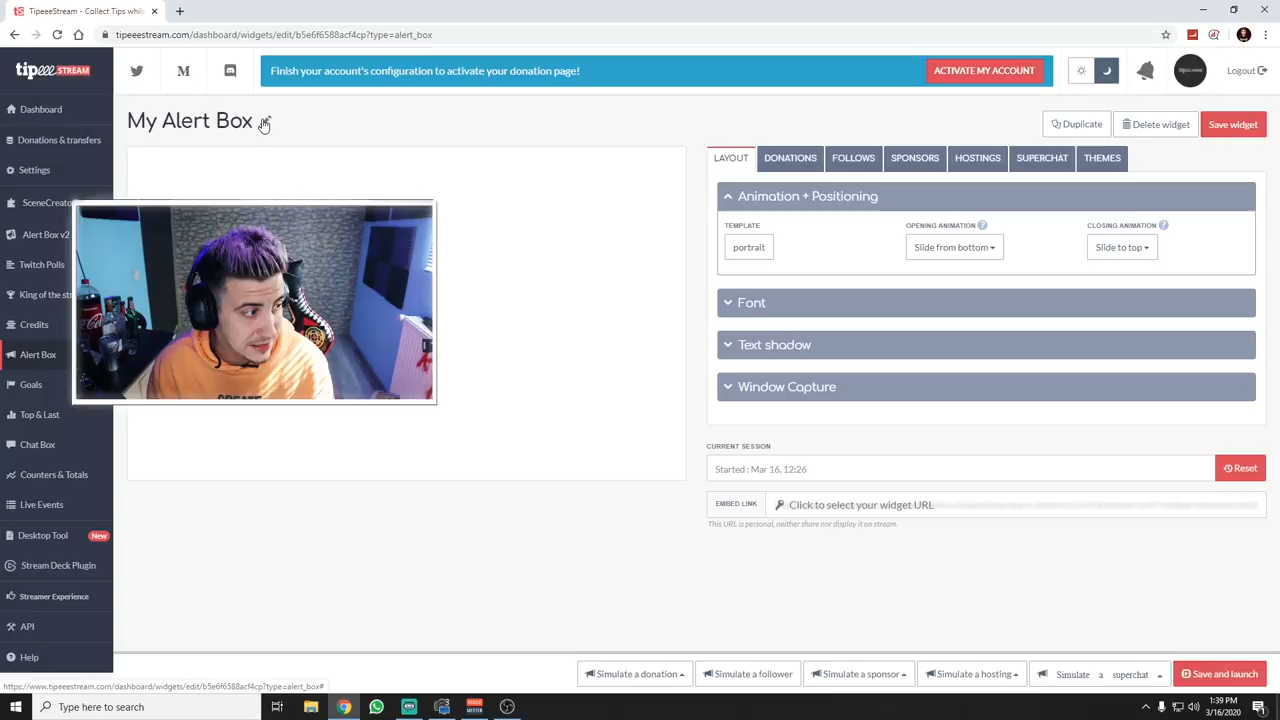 TipeeeStream - Collect Tips whil
tipeeestream.com/dashboard/widgets/edit/b5e6f6588acf4cp?type=alert_box
tipeeeSTREAM
Finish your account's configuration to activate your donation page!
ACTIVATE MY ACCOUNT
Logout
Dashboard
Donations & transfers
Settings
SceneCreato
Alert Box v2
Twitch Polls
King of the str
Credits
Alert Box
Goals
Top & Last
Chat Box
Counters & Totals
Live Events
Desktop Tool New
Stream Deck Plugin
Streamer Experience
API
Help
My Alert Box
Duplicate
Delete widget
Save widget
LAYOUT DONATIONS FOLLOWS SPONSORS HOSTINGS SUPERCHAT THEMES
Animation + Positioning
TEMPLATE OPENING ANIMATION ? CLOSING ANIMATION ?
portrait Slide from bottom Slide to top
Font
Text shadow
Window Capture
CURRENT SESSION
Started : Mar 16, 12:26 Reset
EMBED LINK Click to select your widget URL
This URL is personal, neither share nor display it on stream.
CREATE
Simulate a donation Simulate a follower Simulate a sponsor Simulate a hosting Simulate a superchat Save and launch
https://www.tipeeestream.com/dashboard/widgets/edit/b5e6f6588acf4cp?type=alert_box#
Type here to search
1:39 PM
3/16/2020